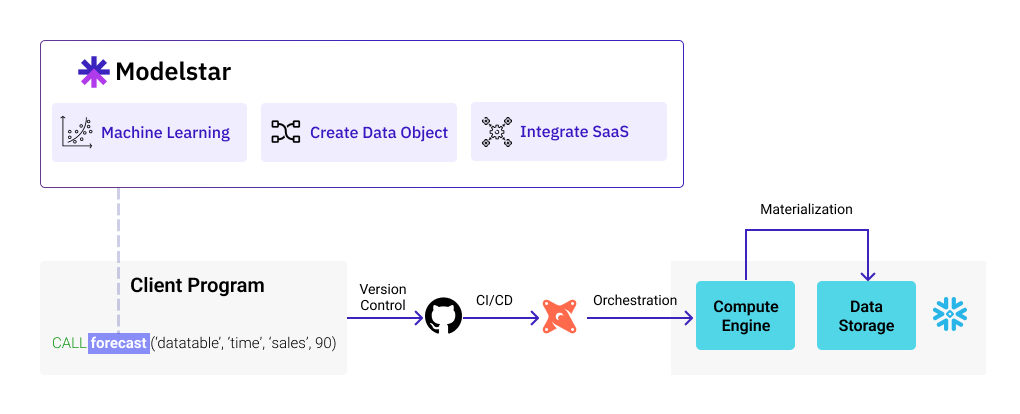 Modelstar
Machine Learning
Create Data Object
Integrate SaaS
Materialization
Client Program
Version
Control
CI/CD
Orchestration
Compute
Engine
Data
Storage
CALL forecast (‘datatable‘, ‘time’, ‘sales’, 90)